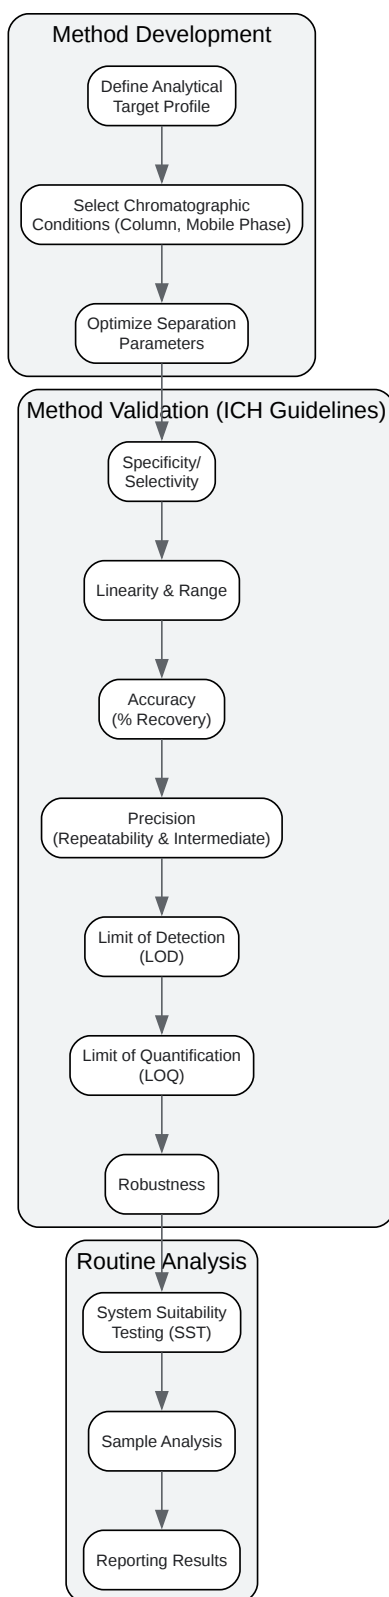 Method Development
Define Analytical
Target Profile
Select Chromatographic
Conditions (Column, Mobile Phase)
Optimize Separation
Parameters
Method Validation (ICH Guidelines)
Specificity/
Selectivity
Linearity & Range
Accuracy
(% Recovery)
Precision
(Repeatability & Intermediate)
Limit of Detection
(LOD)
Limit of Quantification
(LOQ)
Robustness
Routine Analysis
System Suitability
Testing (SST)
Sample Analysis
Reporting Results